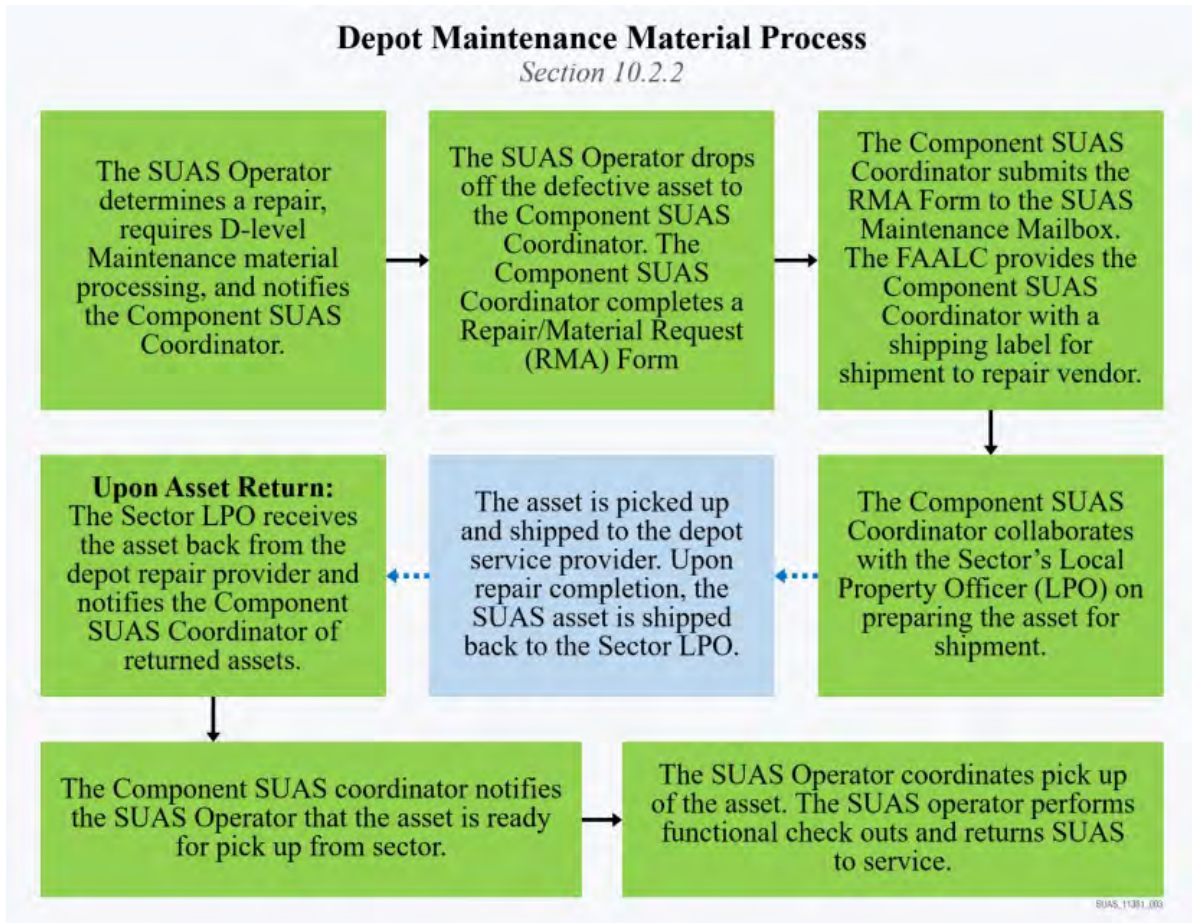 Depot Maintenance Material Process
Section 10.2.2
The SUAS Operator
determines a repair,
requires D-level
Maintenance material
processing, and notifies
the Component SUAS
Coordinator.
The SUAS Operator drops
off the defective asset to
the Component SUAS
Coordinator. The
Component SUAS
Coordinator completes a
Repair/Material Request
(RMA) Form
The Component SUAS
Coordinator submits the
RMA Form to the SUAS
Maintenance Mailbox.
The FAALC provides the
Component SUAS
Coordinator with a
shipping label for
shipment to repair vendor.
The Component SUAS
Coordinator collaborates
with the Sector's Local
Property Officer (LPO) on
preparing the asset for
shipment.
The asset is picked up
and shipped to the depot
service provider. Upon
repair completion, the
SUAS asset is shipped
back to the Sector LPO.
Upon Asset Return:
The Sector LPO receives
the asset back from the
depot repair provider and
notifies the Component
SUAS Coordinator of
returned assets.
The Component SUAS coordinator notifies
the SUAS Operator that the asset is ready
for pick up from sector.
The SUAS Operator coordinates pick up
of the asset. The SUAS operator performs
functional check outs and returns SUAS
to service.